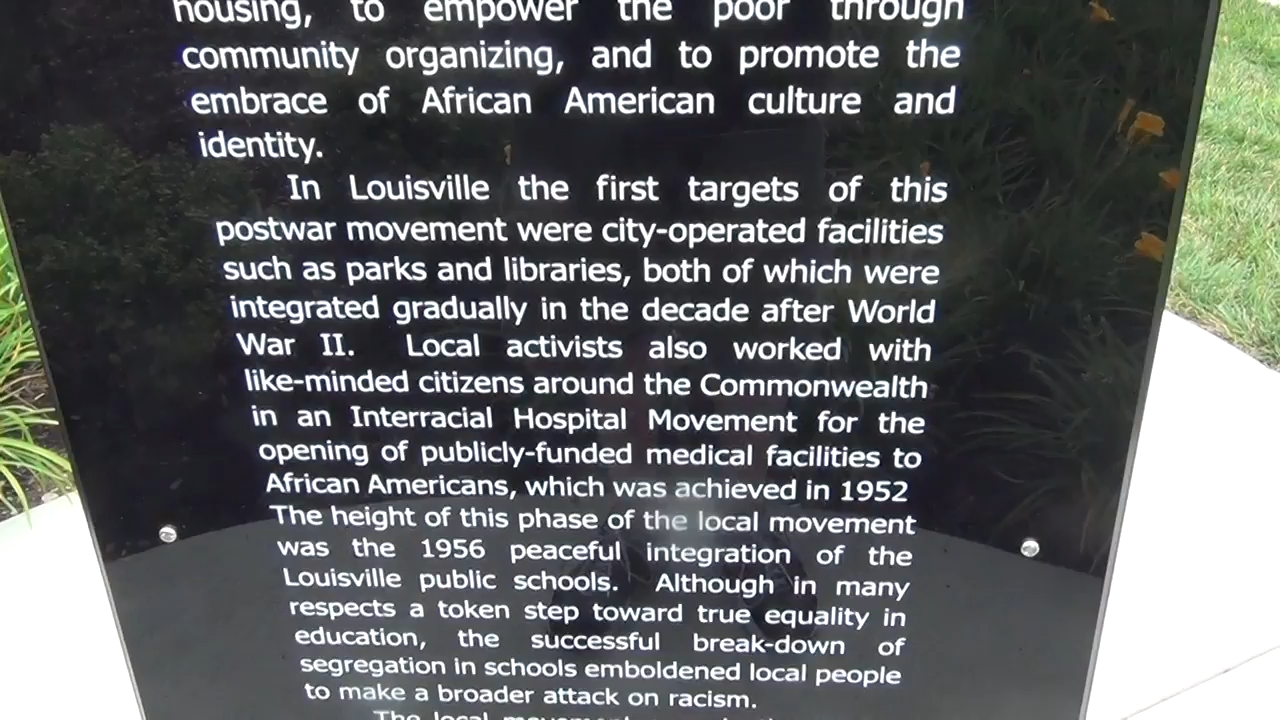 housing, to empower the poor through
community organizing, and to promote the
embrace of African American culture and
identity.
In Louisville the first targets of this
postwar movement were city-operated facilities
such as parks and libraries, both of which were
integrated gradually in the decade after World
War II. Local activists also worked with
like-minded citizens around the Commonwealth
in an Interracial Hospital Movement for the
opening of publicly-funded medical facilities to
African Americans, which was achieved in 1952
The height of this phase of the local movement
was the 1956 peaceful integration of the
Louisville public schools. Although in many
respects a token step toward true equality in
education, the successful break-down of
segregation in schools emboldened local people
to make a broader attack on racism.
The local movement